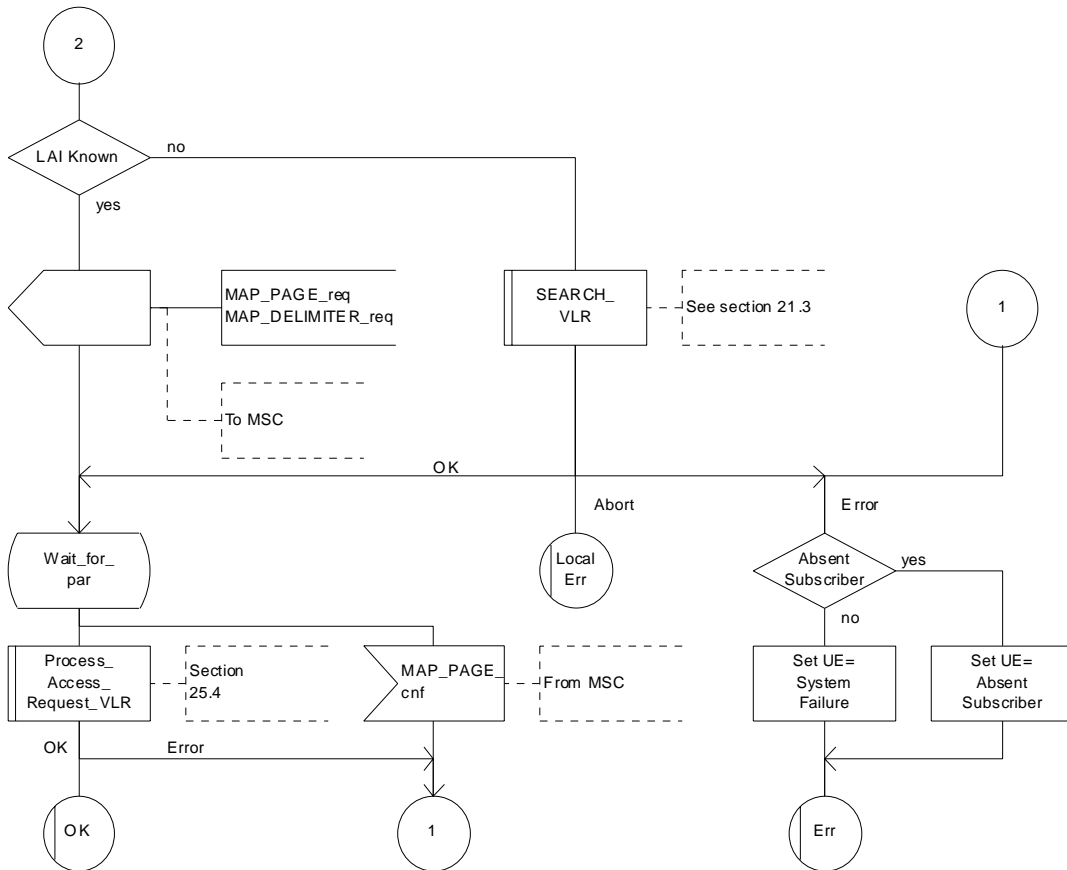 2
LAI Known
no
yes
MAP_PAGE_req
MAP_DELIMITER_req
SEARCH_
VLR
See section 21.3
1
To MSC
OK
Abort
Error
Wait_for_
par
Local
Err
Absent
Subscriber
yes
no
Process_
Access_
Request_VLR
Section
25.4
MAP_PAGE_
cnf
From MSC
Set UE=
System
Failure
Set UE=
Absent
Subscriber
OK
Error
OK
1
Err